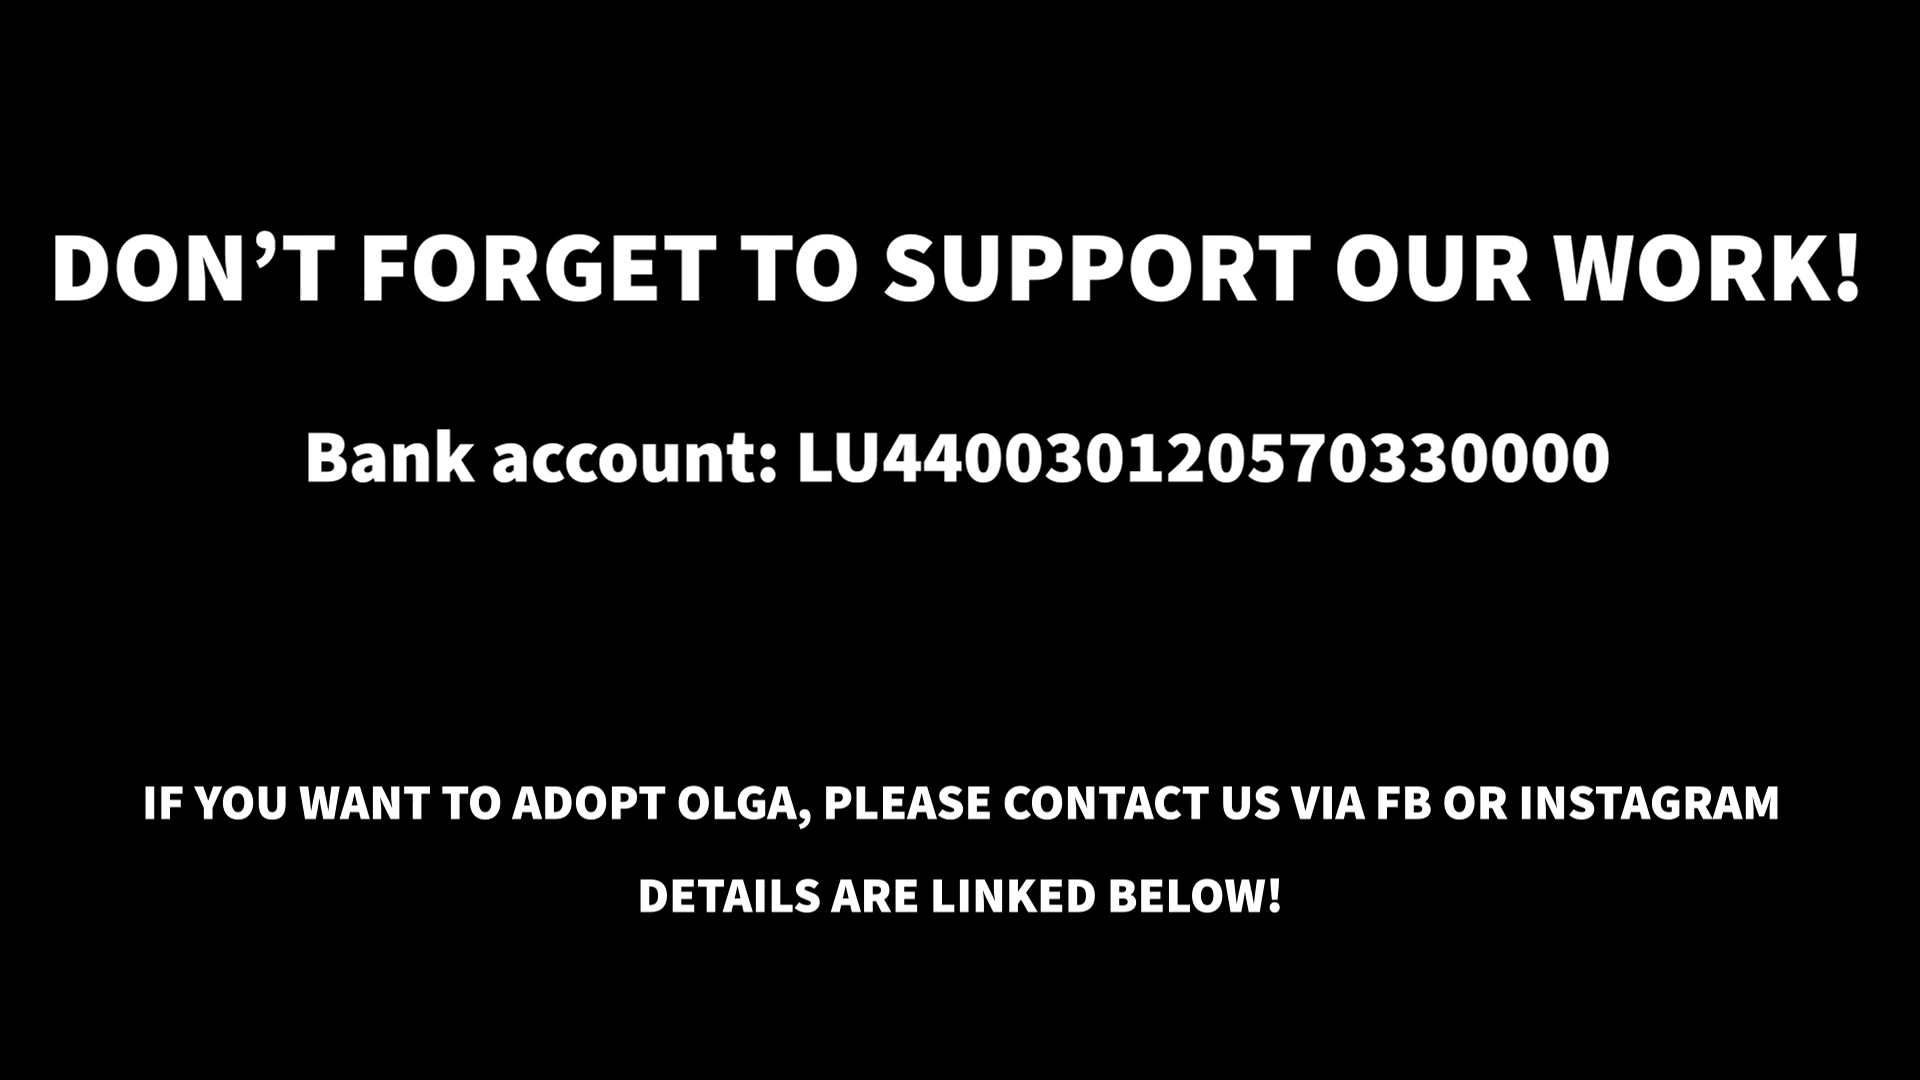 DON’T FORGET TO SUPPORT OUR WORK!
Bank account: LU440030120570330000
IF YOU WANT TO ADOPT OLGA, PLEASE CONTACT US VIA FB OR INSTAGRAM
DETAILS ARE LINKED BELOW!